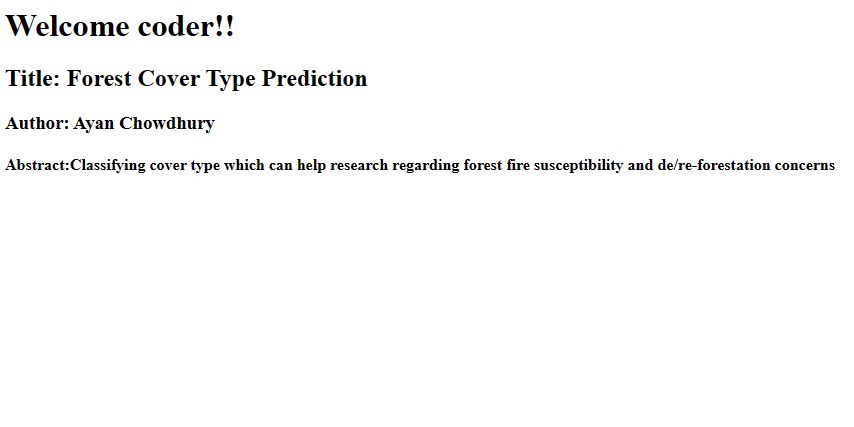 Welcome coder!!
Title: Forest Cover Type Prediction
Author: Ayan Chowdhury
Abstract:Classifying cover type which can help research regarding forest fire susceptibility and de/re-forestation concerns